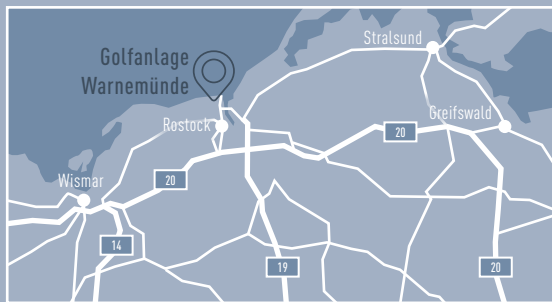 Stralsund
Golfanlage
Warnemünde
Greifswald
Rostock
20
Wismar
20
14
19
20